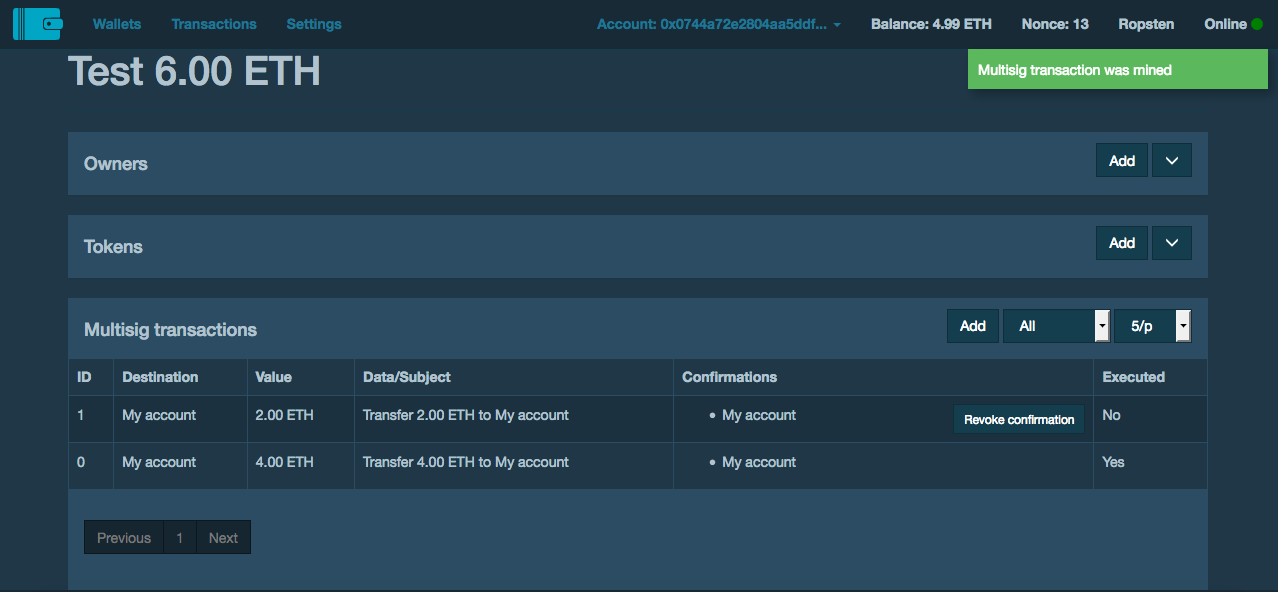 Wallets Transactions Settings Account: 0x0744a72e2804aa5ddf... Balance: 4.99 ETH Nonce: 13 Ropsten Online
Test 6.00 ETH
Multisig transaction was mined
Owners Add
Tokens Add
Multisig transactions Add All 5/p
ID Destination Value Data/Subject Confirmations Executed
1 My account 2.00 ETH Transfer 2.00 ETH to My account • My account Revoke confirmation No
0 My account 4.00 ETH Transfer 4.00 ETH to My account • My account Yes
Previous 1 Next